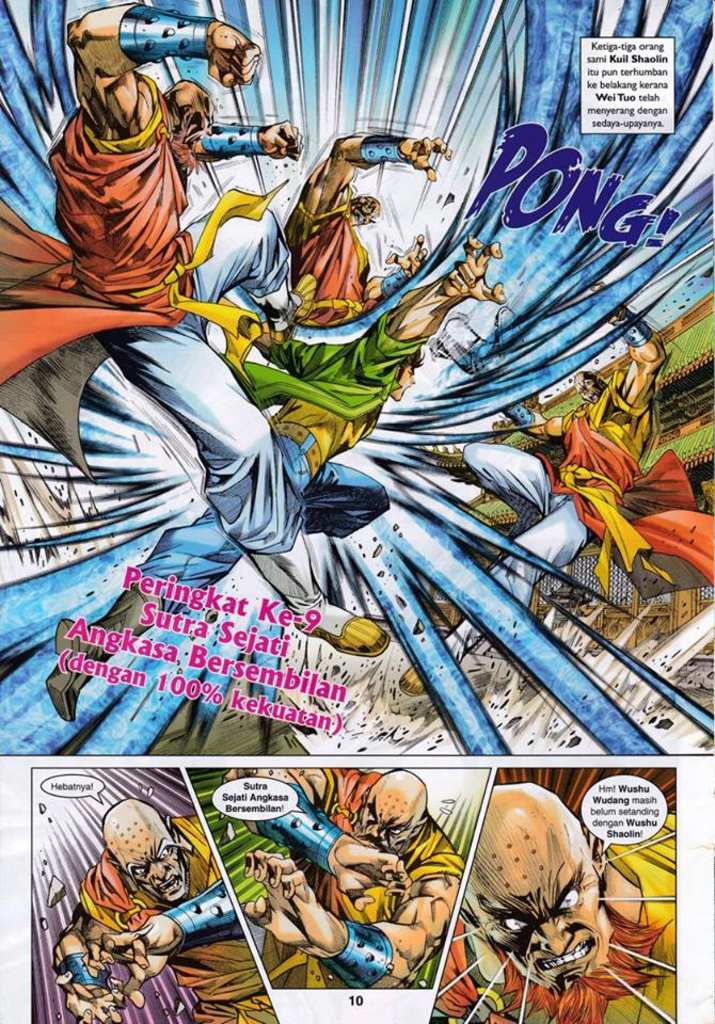 Ketiga-tiga orang
sami Kuil Shaolin
itu pun terhumban
ke belakang kerana
Wei Tuo telah
menyerang dengan
sedaya-upayanya.
PONG!
Peringkat Ke-9
Sutra Sejati
Angkasa Bersembilan
(dengan 100% kekuatan)
Hebatnya!
Sutra
Sejati Angkasa
Bersembilan!
Hm! Wushu
Wudang masih
belum setanding
dengan Wushu
Shaolin!
10